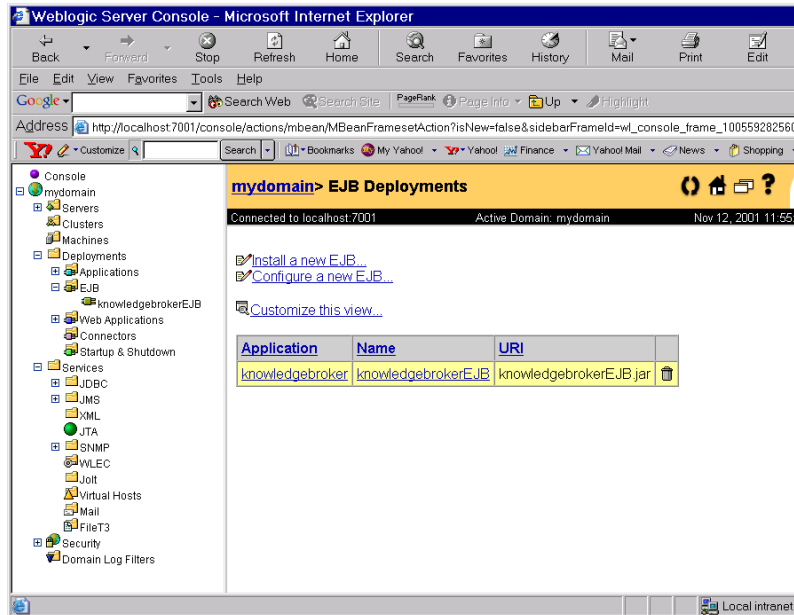 Weblogic Server Console - Microsoft Internet Explorer
Back Forward Stop Refresh Home Search Favorites History Mail Print Edit
File Edit View Favorites Tools Help
Google Search Web Search Site PageRank Page Info Up Highlight
Address http://localhost:7001/console/actions/mbean/MBeanFramesetAction?isNew=false&sidebarFrameId=wl_console_frame_10055928256
Y! Customize Search Bookmarks My Yahoo! Yahoo! Finance Yahoo! Mail News Shopping
Console
mydomain
Servers
Clusters
Machines
Deployments
Applications
EJB
knowledgebrokerEJB
Web Applications
Connectors
Startup & Shutdown
Services
JDBC
JMS
XML
JTA
SNMP
WLEC
Jolt
Virtual Hosts
Mail
FileT3
Security
Domain Log Filters
mydomain> EJB Deployments
Connected to localhost:7001 Active Domain: mydomain Nov 12, 2001 11:55:
Install a new EJB...
Configure a new EJB...
Customize this view...
Application Name URI
knowledgebroker knowledgebrokerEJB knowledgebrokerEJB.jar
Local intranet